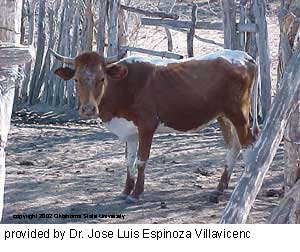 copyright 2002 Oklahoma State University
provided by Dr. Jose Luis Espinoza Villavicenc